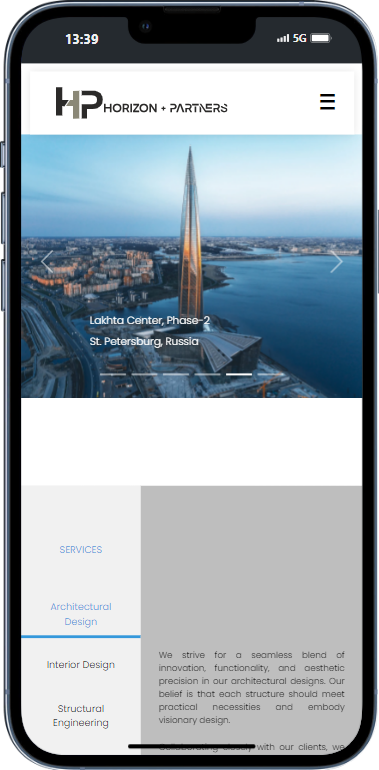 13:39
5G
HP HORIZON + PARTNERS
Lakhta Center, Phase-2
St. Petersburg, Russia
SERVICES
Architectural
Design
Interior Design
Structural
Engineering
We strive for a seamless blend of
innovation, functionality, and aesthetic
precision in our architectural designs. Our
belief is that each structure should meet
practical necessities and embody
visionary design.
Collaborating closely with our clients, we